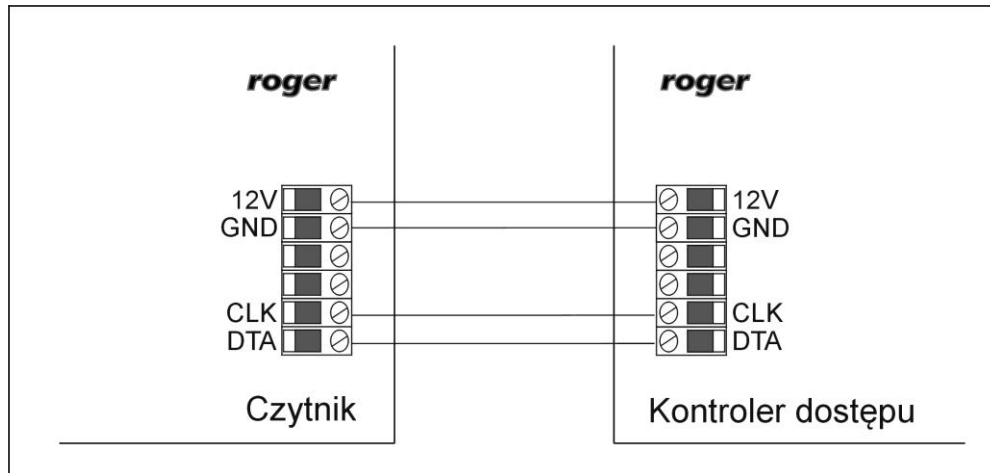 roger
roger
12V
12V
GND
GND
CLK
CLK
DTA
DTA
Czytnik
Kontroler dostępu